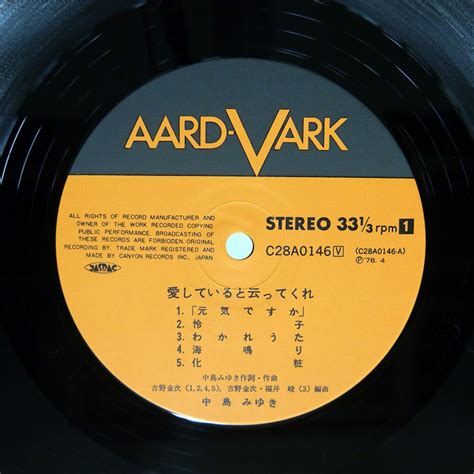 AARD-VARK
ALL RIGHTS OF RECORD MANUFACTURER AND
OWNER OF THE WORK RECORDED COPYING
PUBLIC PERFORMANCE, BROADCASTING OF
THESE RECORDS ARE FORBIDDEN. ORIGINAL
RECORDING BY. TRADE MARK REGISTERED AND
MADE BY CANYON RECORDS INC., JAPAN
STEREO 33 1/3 rpm 1
C28A0146 V (C28A0146-A)
Ⓟ '78. 4
JASRAC
愛していると云ってくれ
1.「元気ですか」
2. 怜子
3. わかれうた
4. 海鳴り
5. 化粧
中島みゆき作詞・作曲
吉野金次 (1,2,4,5), 吉野金次・福井 崚 (3) 編曲
中島 みゆき